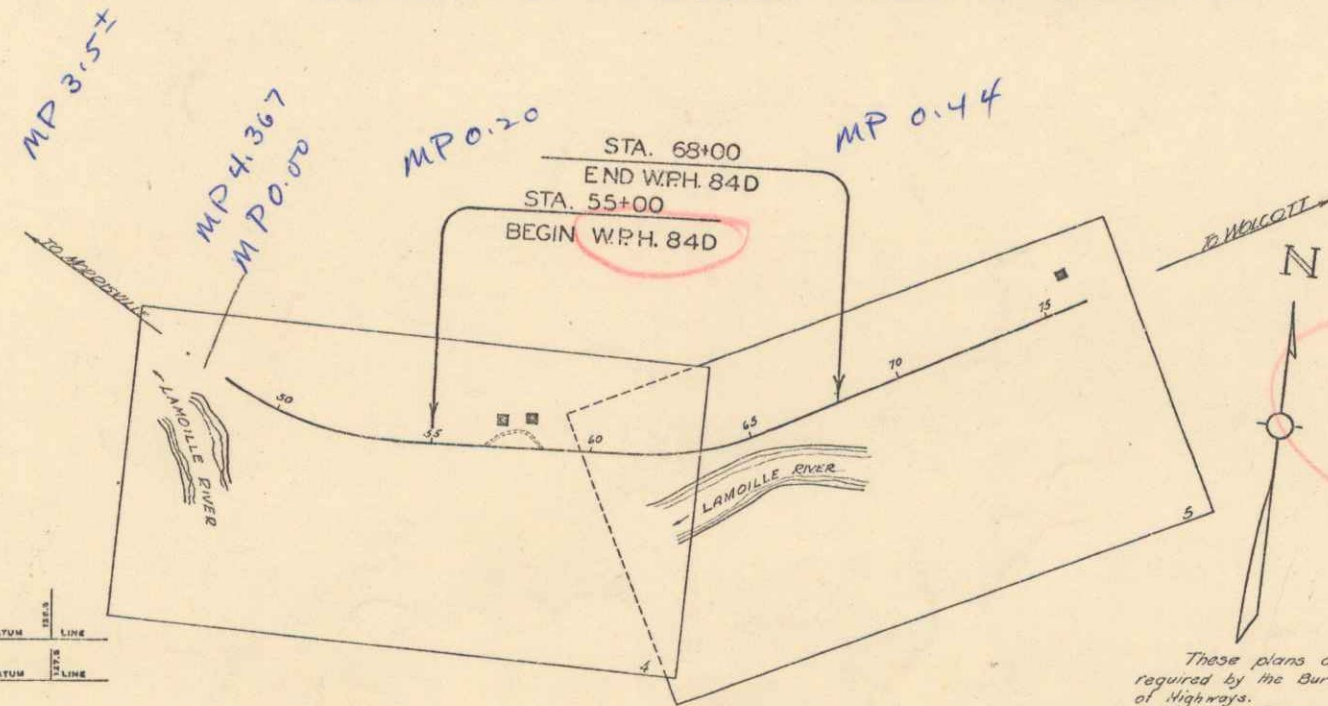 MP 3.5±
MP 4.367
MP 0.00
MP 0.20
MP 0.44
STA. 68+00
END W.P.H. 84D
STA. 55+00
BEGIN W.P.H. 84D
TO MORRISVILLE
TO WOLCOTT
N
50
55
60
65
70
75
LAMOILLE RIVER
LAMOILLE RIVER
4
5
LINE
127.5
LINE
These plans
required by the Bur
of Highways.